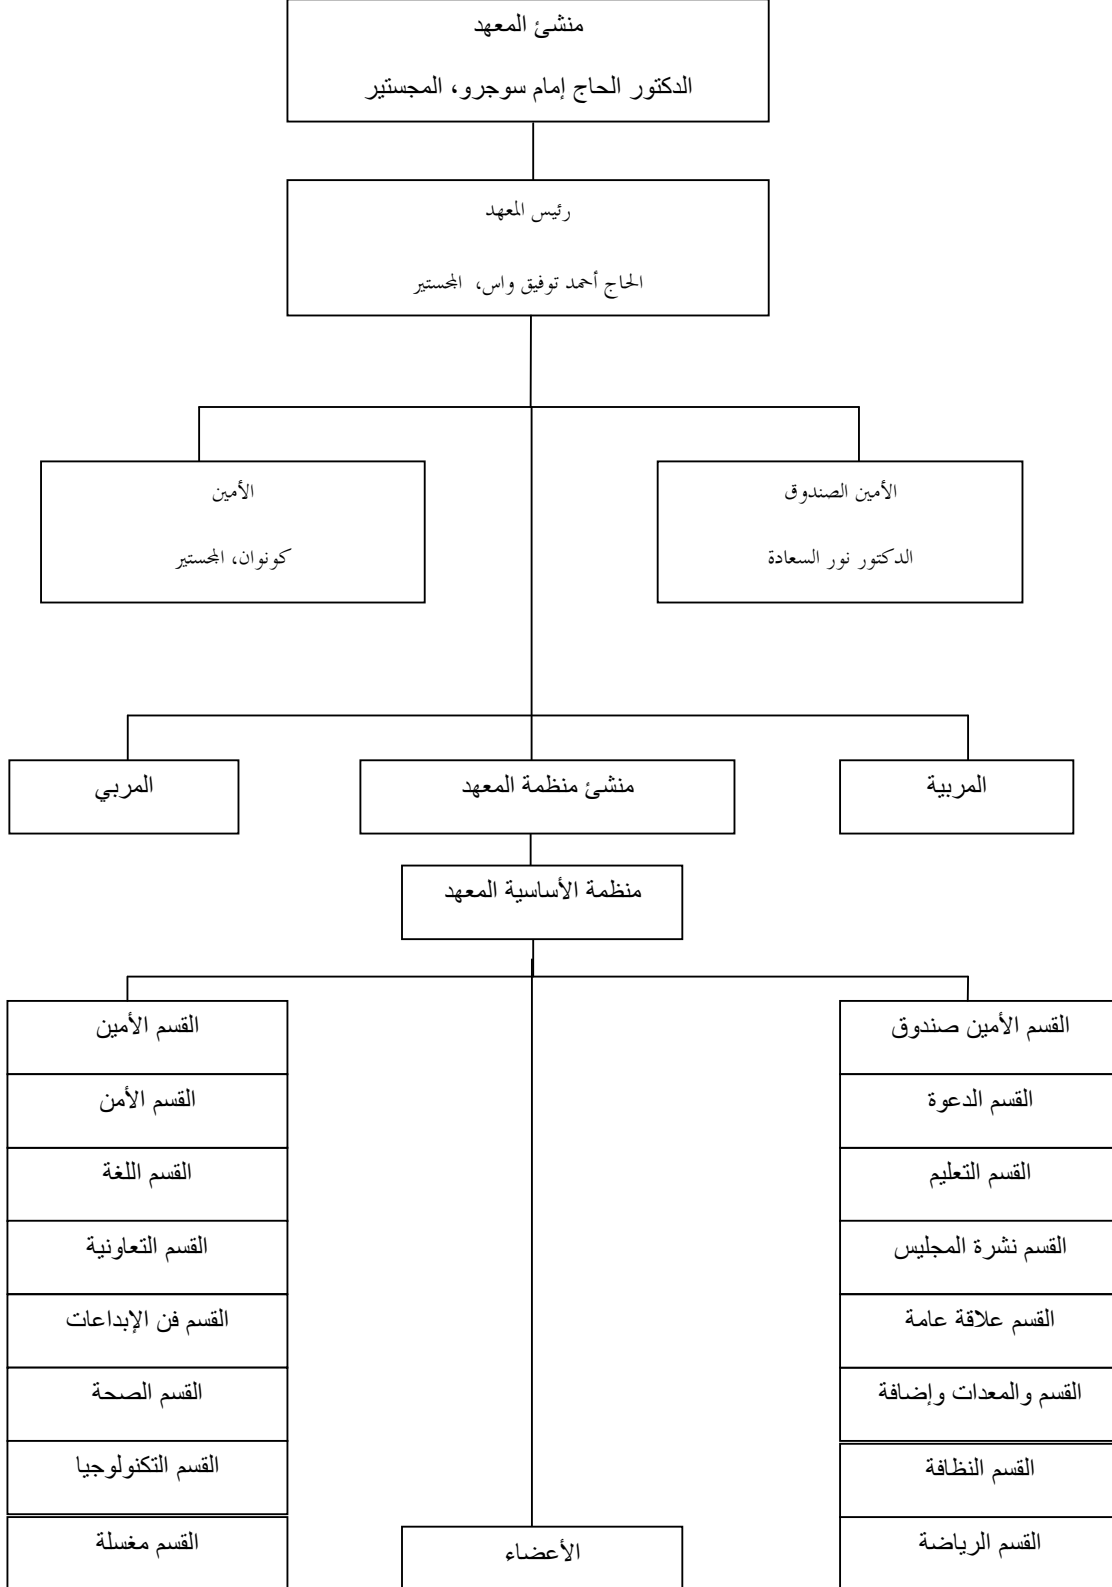 منشئ المعهد
الدكتور الحاج إمام سوجرو، المجستير
رئيس المعهد
الحاج أحمد توفيق واس، المجستير
الأمين الصندوق
الدكتور نور السعادة
الأمين
كونوان، المجستير
المربية
منشئ منظمة المعهد
المربي
منظمة الأساسية المعهد
القسم الأمين صندوق
القسم الدعوة
القسم التعليم
القسم نشرة المجليس
القسم علاقة عامة
القسم والمعدات وإضافة
القسم النظافة
القسم الرياضة
القسم الأمين
القسم الأمن
القسم اللغة
القسم التعاونية
القسم فن الإبداعات
القسم الصحة
القسم التكنولوجيا
القسم مغسلة
الأعضاء